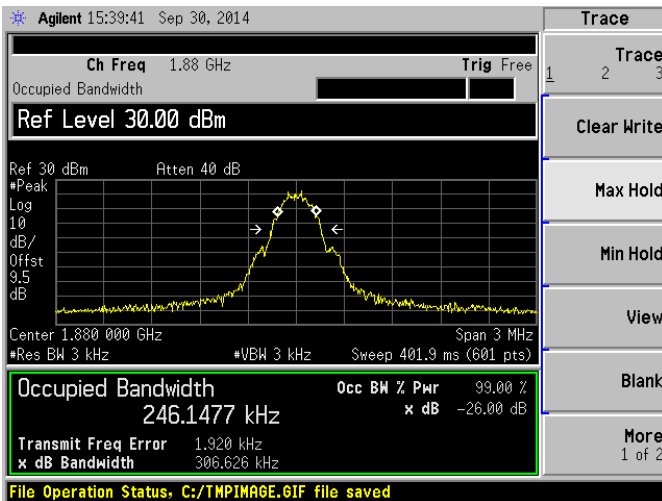 Agilent 15:39:41 Sep 30, 2014
Trace
Ch Freq 1.88 GHz Trig Free
Occupied Bandwidth
Ref Level 30.00 dBm
Ref 30 dBm Atten 40 dB
#Peak
Log
10
dB/
Offst
9.5
dB
Center 1.880 000 GHz Span 3 MHz
#Res BW 3 kHz #VBW 3 kHz Sweep 401.9 ms (601 pts)
Occupied Bandwidth Occ BW % Pwr 99.00 %
246.1477 kHz x dB -26.00 dB
Transmit Freq Error 1.920 kHz
x dB Bandwidth 306.626 kHz
File Operation Status, C:/TMPIMAGE.GIF file saved
Trace
1 2 3
Clear Write
Max Hold
Min Hold
View
Blank
More
1 of 2